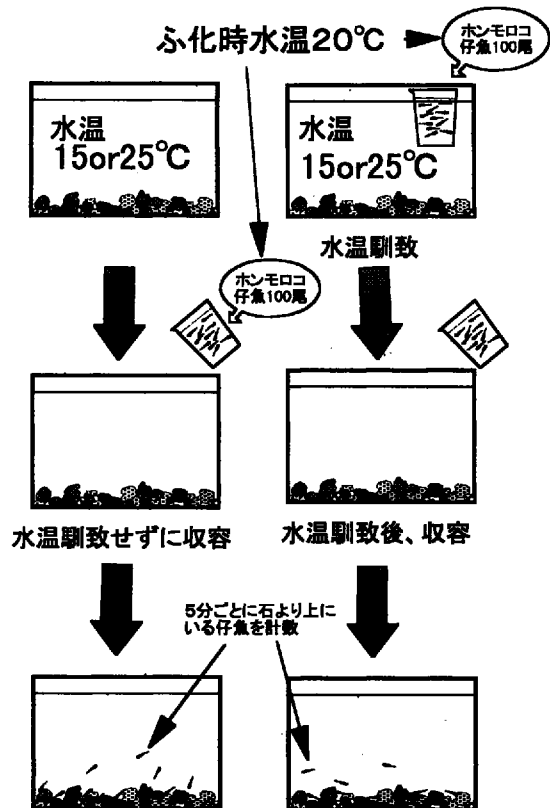 ふ化時水温20℃
ホンモロコ
仔魚100尾
水温
15or25℃
水温
15or25℃
水温馴致
ホンモロコ
仔魚100尾
水温馴致せずに収容
水温馴致後、収容
5分ごとに石より上に
いる仔魚を計数